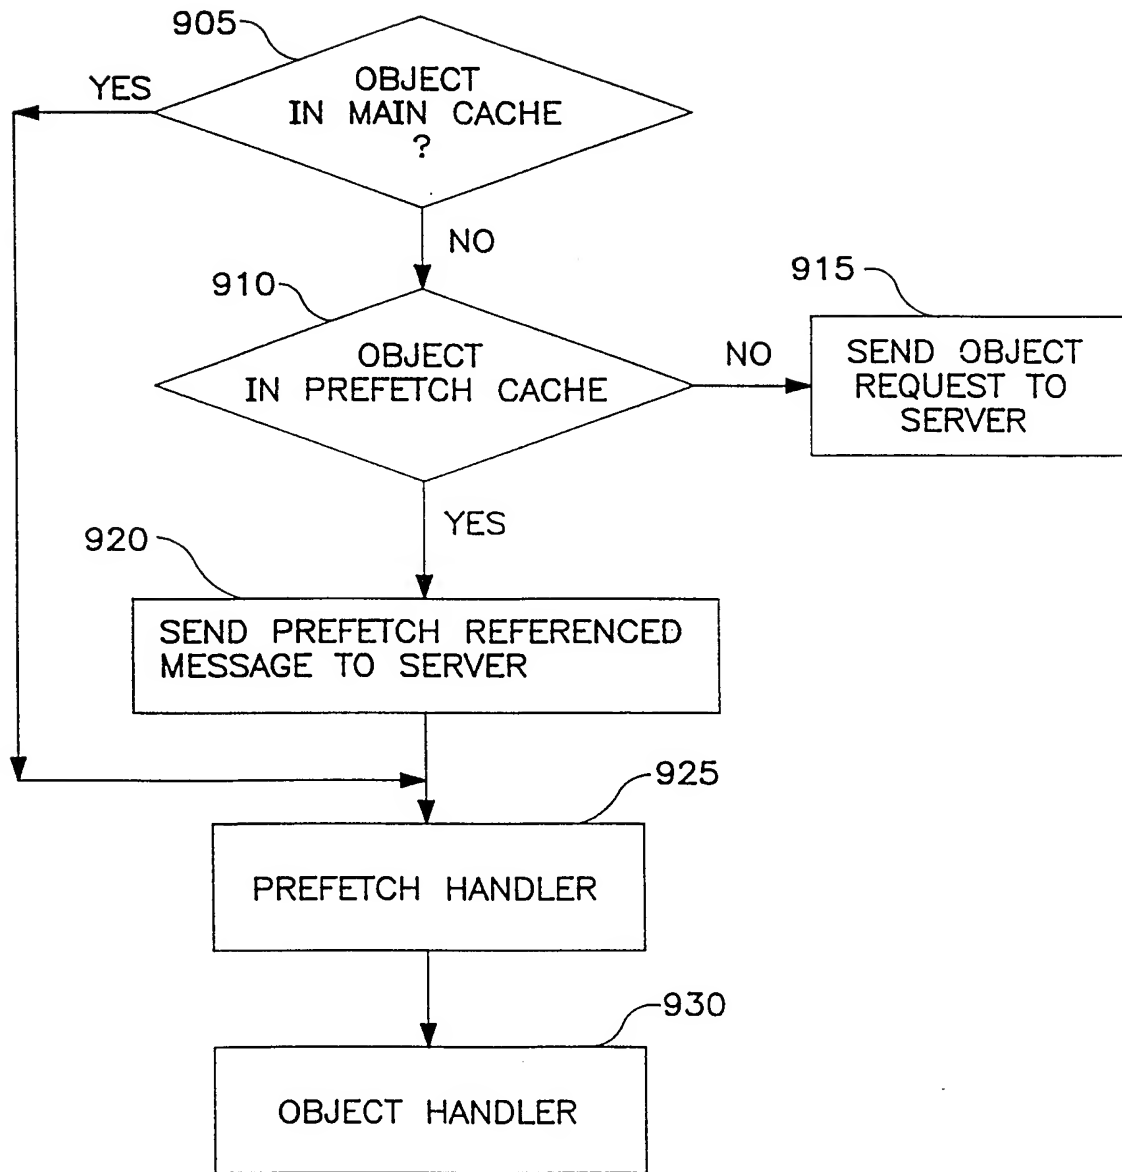 905
YES
OBJECT
IN MAIN CACHE
?
NO
910
915
OBJECT
IN PREFETCH CACHE
NO
SEND OBJECT
REQUEST TO
SERVER
YES
920
SEND PREFETCH REFERENCED
MESSAGE TO SERVER
925
PREFETCH HANDLER
930
OBJECT HANDLER